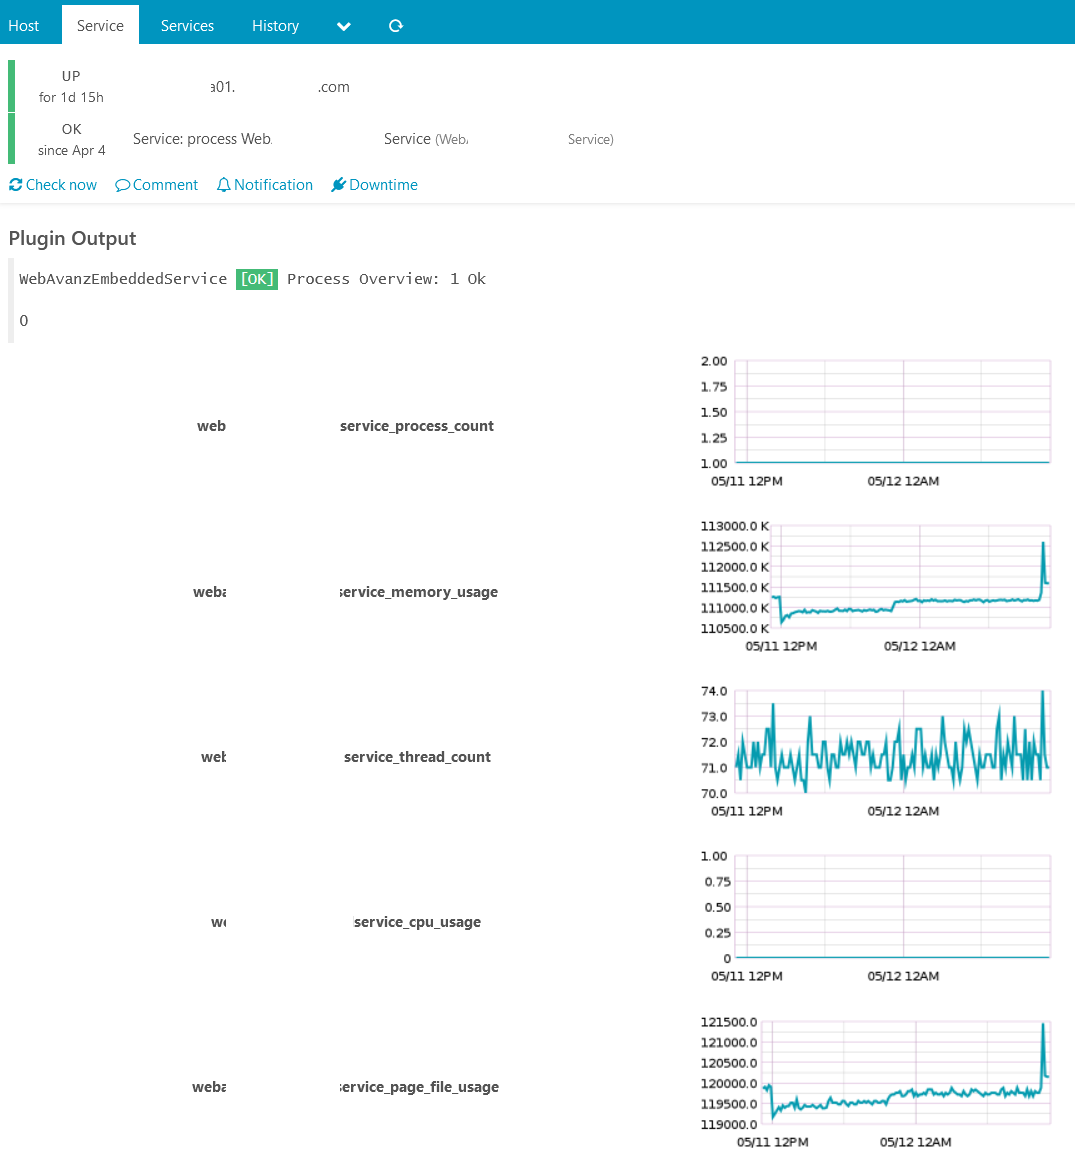 Host Service Services History
UP
for 1d 15h
a01. .com
OK
since Apr 4
Service: process Web. Service (Web Service)
Check now Comment Notification Downtime
Plugin Output
WebAvanzEmbeddedService [OK] Process Overview: 1 Ok
0
web service_process_count
2.00
1.75
1.50
1.25
1.00
05/11 12PM 05/12 12AM
weba service_memory_usage
113000.0 K
112500.0 K
112000.0 K
111500.0 K
111000.0 K
110500.0 K
05/11 12PM 05/12 12AM
web service_thread_count
74.0
73.0
72.0
71.0
70.0
05/11 12PM 05/12 12AM
we service_cpu_usage
1.00
0.75
0.50
0.25
0
05/11 12PM 05/12 12AM
weba service_page_file_usage
121500.0
121000.0
120500.0
120000.0
119500.0
119000.0
05/11 12PM 05/12 12AM